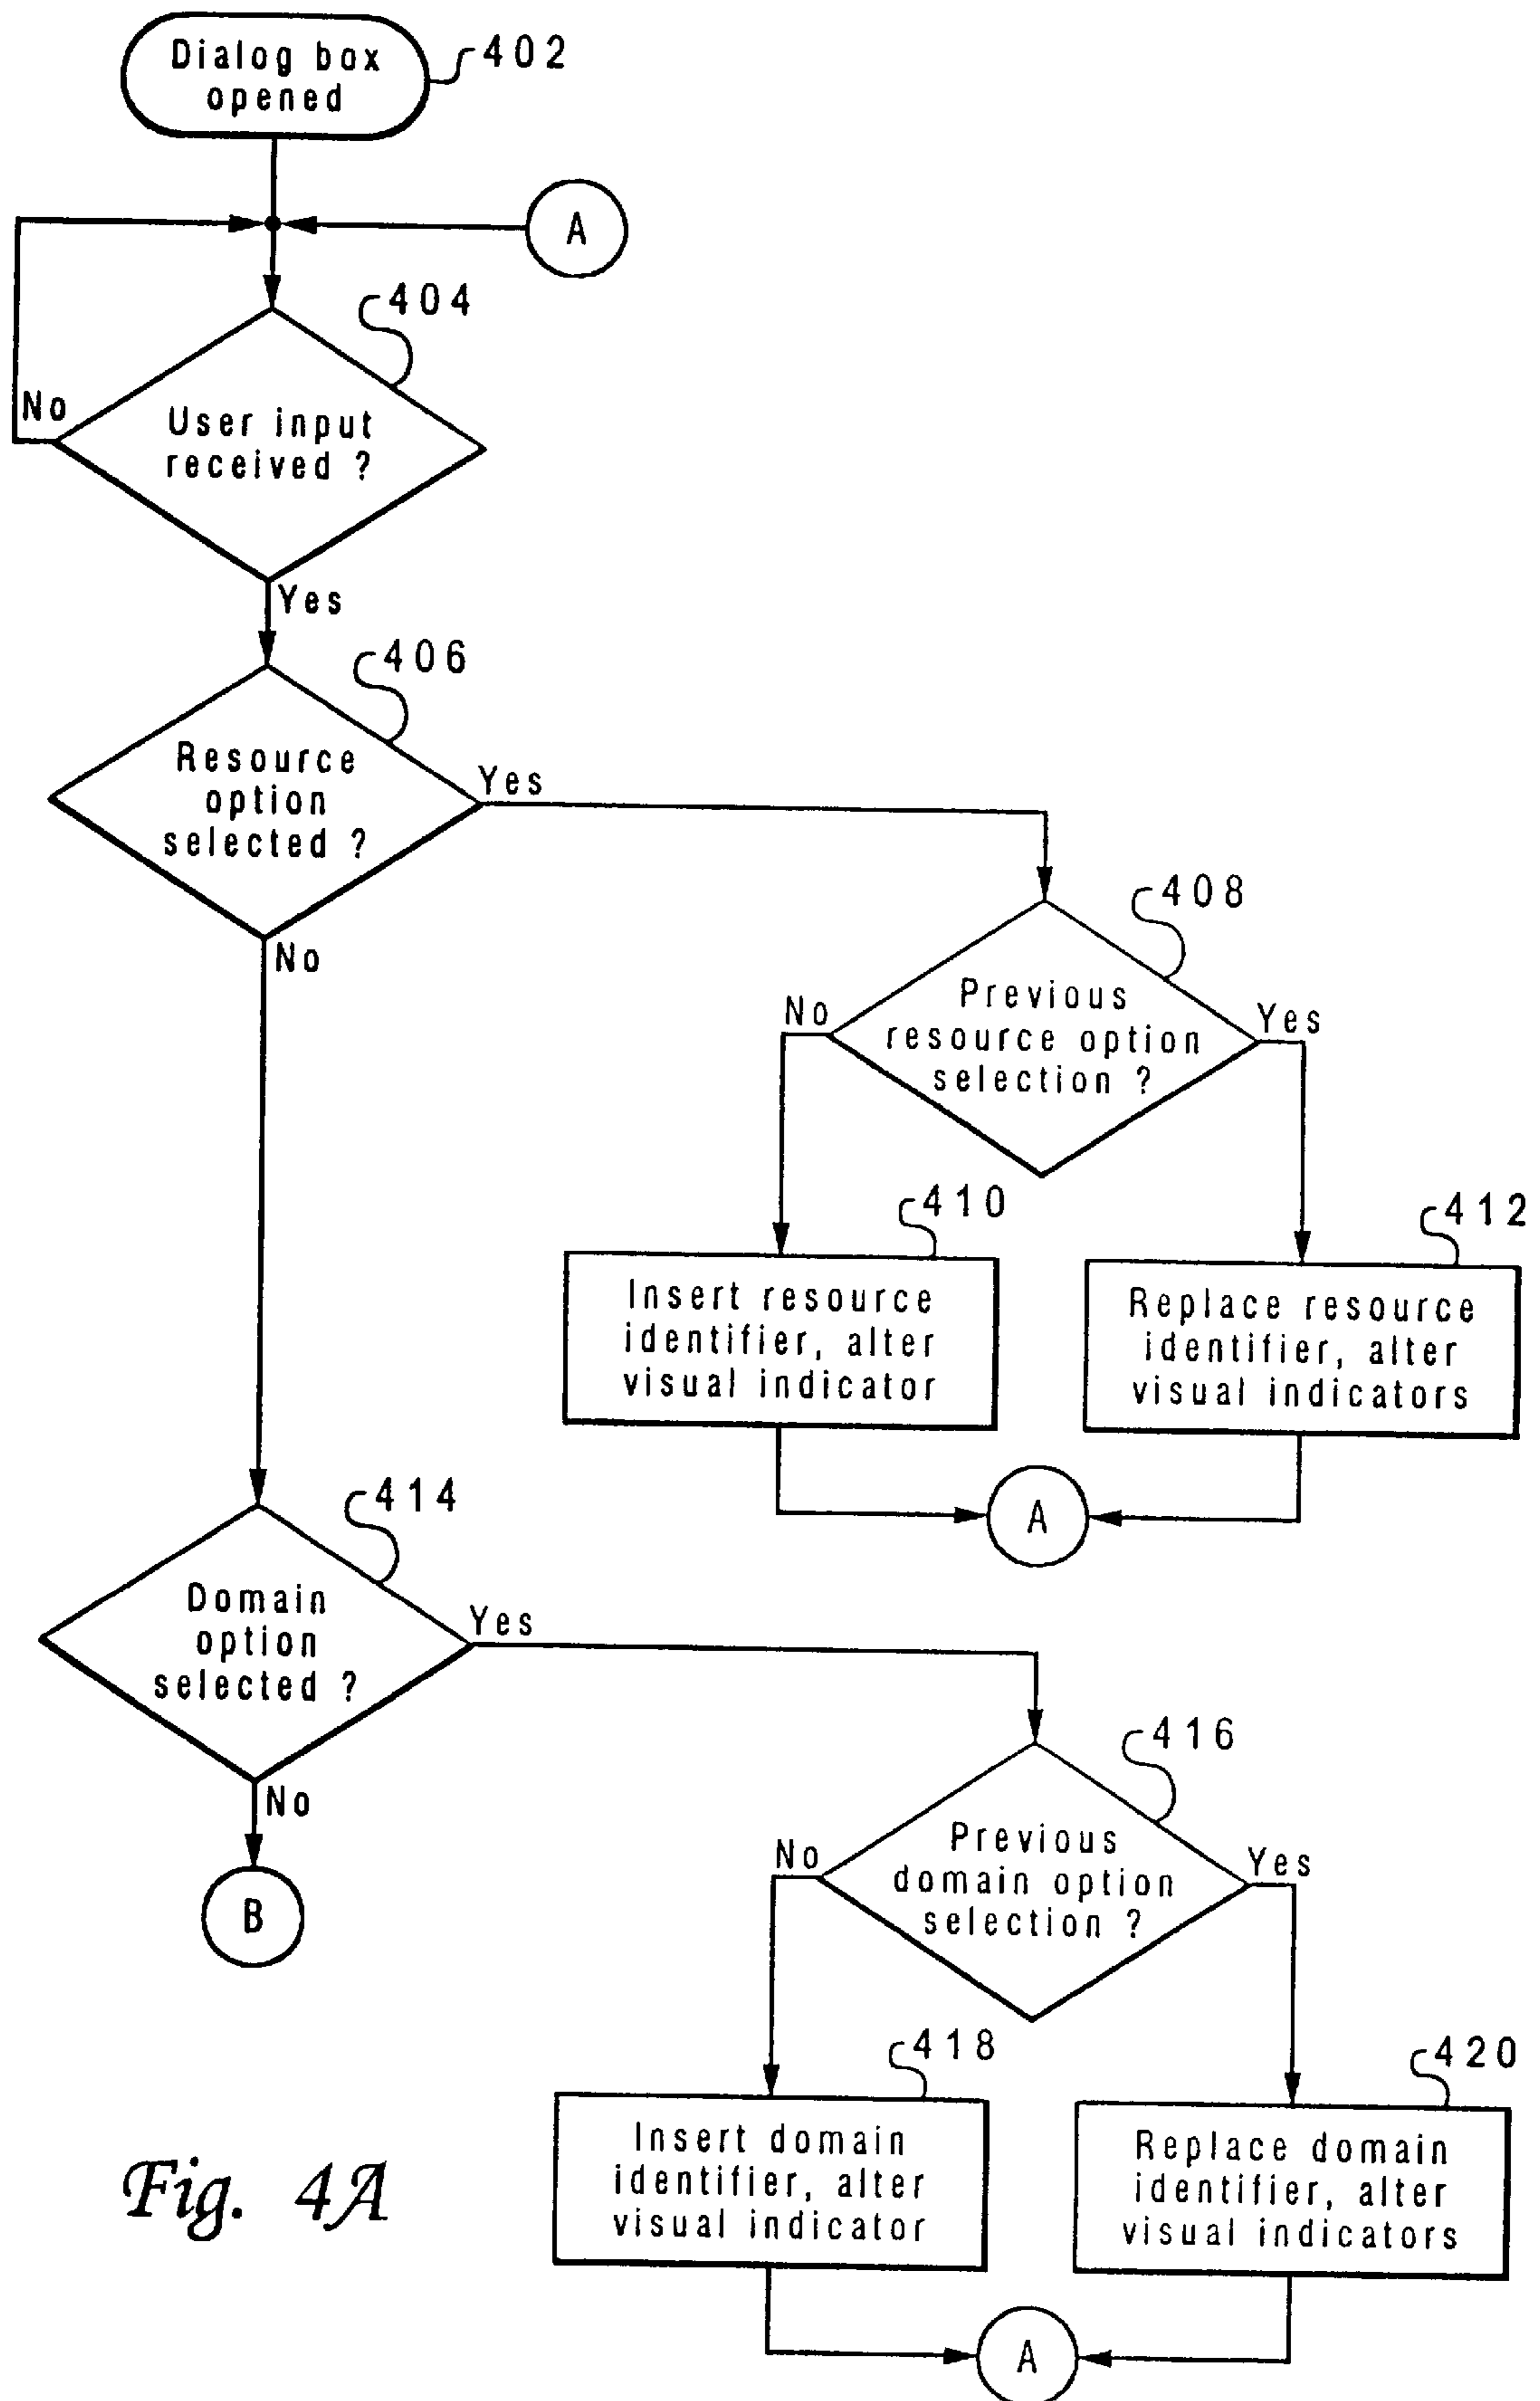 Dialog box
opened
402
A
404
No
User input
received ?
Yes
406
Resource
option
selected ?
Yes
No
408
No
Previous
resource option
selection ?
Yes
410
Insert resource
identifier, alter
visual indicator
412
Replace resource
identifier, alter
visual indicators
A
414
Domain
option
selected ?
Yes
No
B
416
No
Previous
domain option
selection ?
Yes
418
Insert domain
identifier, alter
visual indicator
420
Replace domain
identifier, alter
visual indicators
A
Fig. 4A